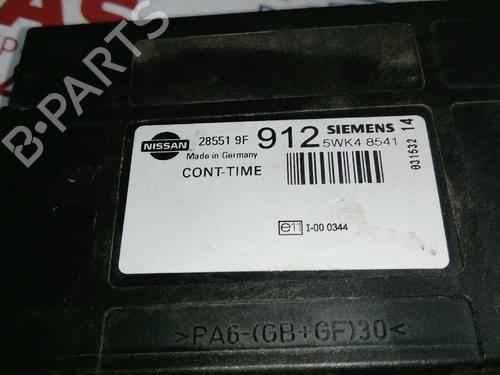 B-PARTS
NISSAN 28551 9F 912 SIEMENS
Made in Germany 5WK4 8541
CONT-TIME
031532 14
e11 I-00 0344
>PA6-(GB+GF)30<